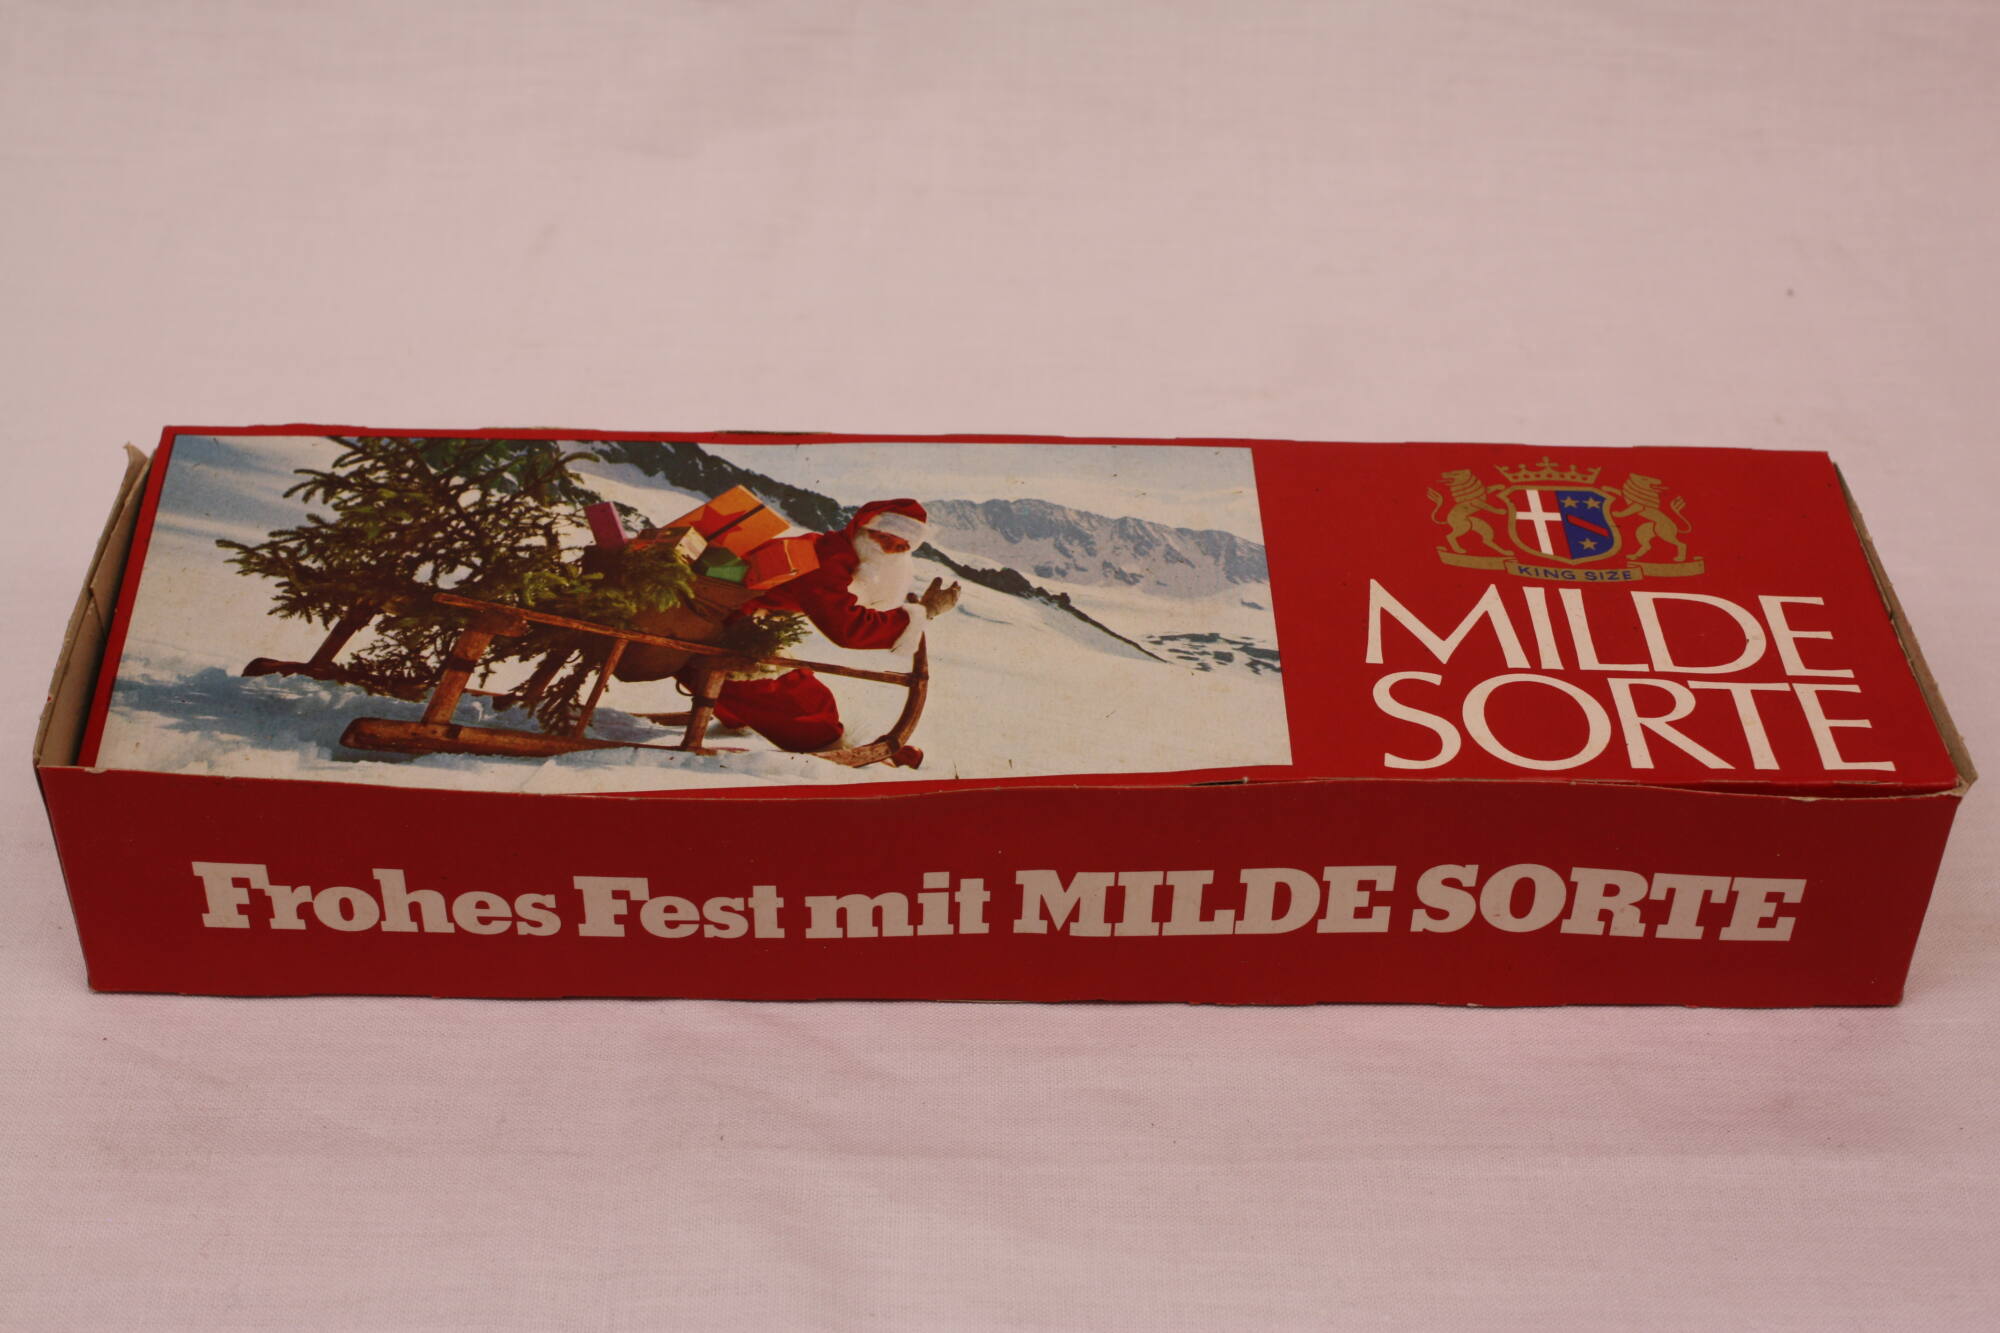 KING SIZE
MILDE
SORTE
Frohes Fest mit MILDE SORTE